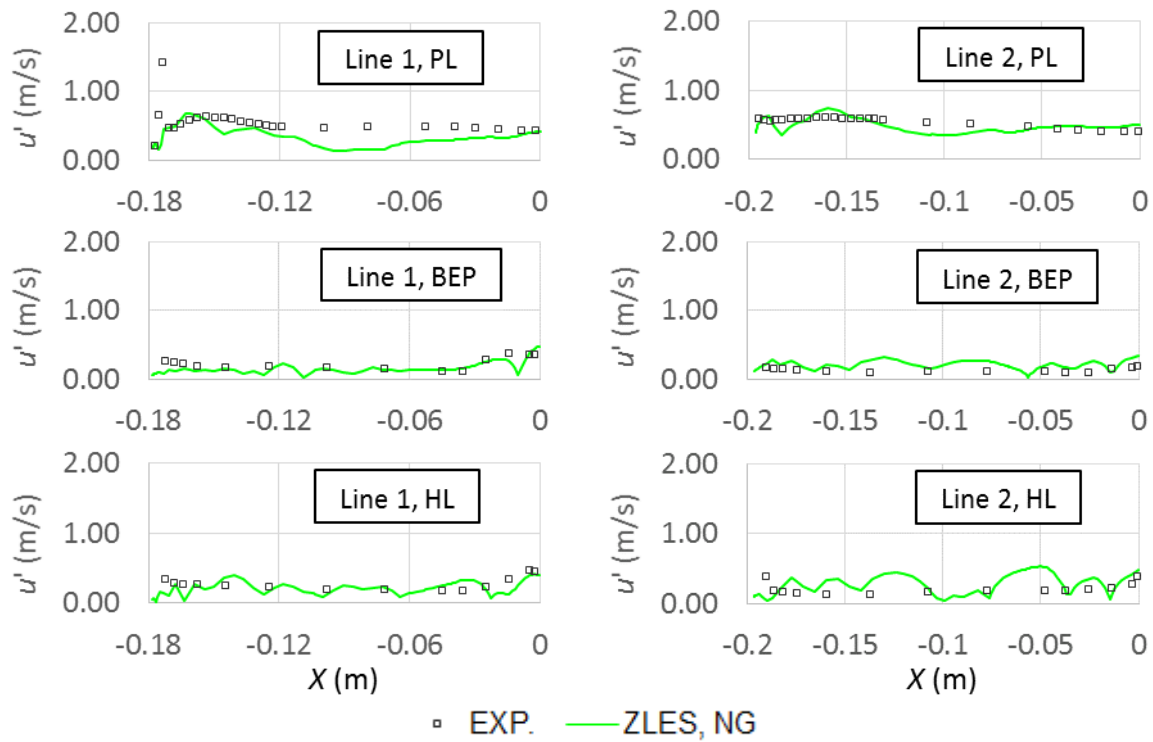 2.00
1.00
0.00
u' (m/s)
Line 1, PL
-0.18 -0.12 -0.06 0
2.00
1.00
0.00
u' (m/s)
Line 2, PL
-0.2 -0.15 -0.1 -0.05 0
2.00
1.00
0.00
u' (m/s)
Line 1, BEP
-0.18 -0.12 -0.06 0
2.00
1.00
0.00
u' (m/s)
Line 2, BEP
-0.2 -0.15 -0.1 -0.05 0
2.00
1.00
0.00
u' (m/s)
Line 1, HL
-0.18 -0.12 -0.06 0
X (m)
2.00
1.00
0.00
u' (m/s)
Line 2, HL
-0.2 -0.15 -0.1 -0.05 0
X (m)
EXP. ZLES, NG